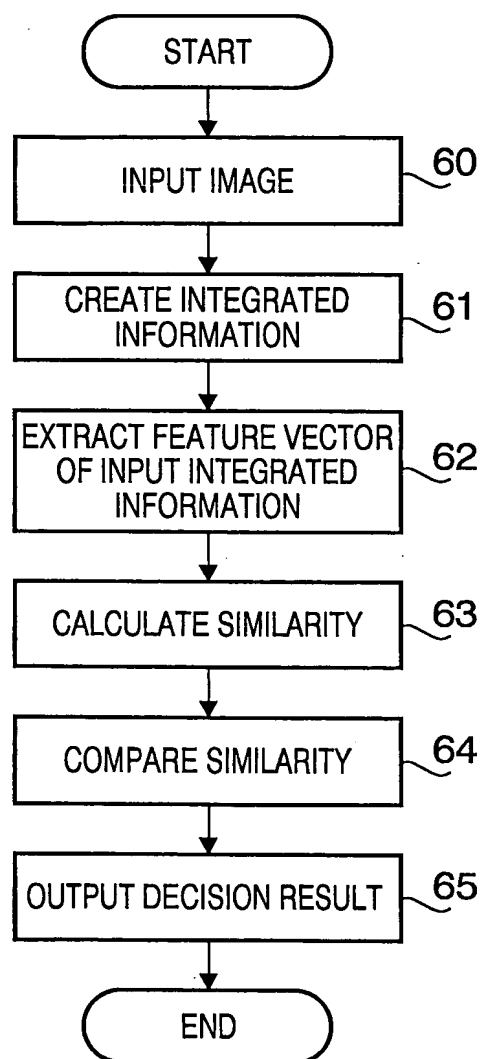 START
INPUT IMAGE
60
CREATE INTEGRATED
INFORMATION
61
EXTRACT FEATURE VECTOR
OF INPUT INTEGRATED
INFORMATION
62
CALCULATE SIMILARITY
63
COMPARE SIMILARITY
64
OUTPUT DECISION RESULT
65
END